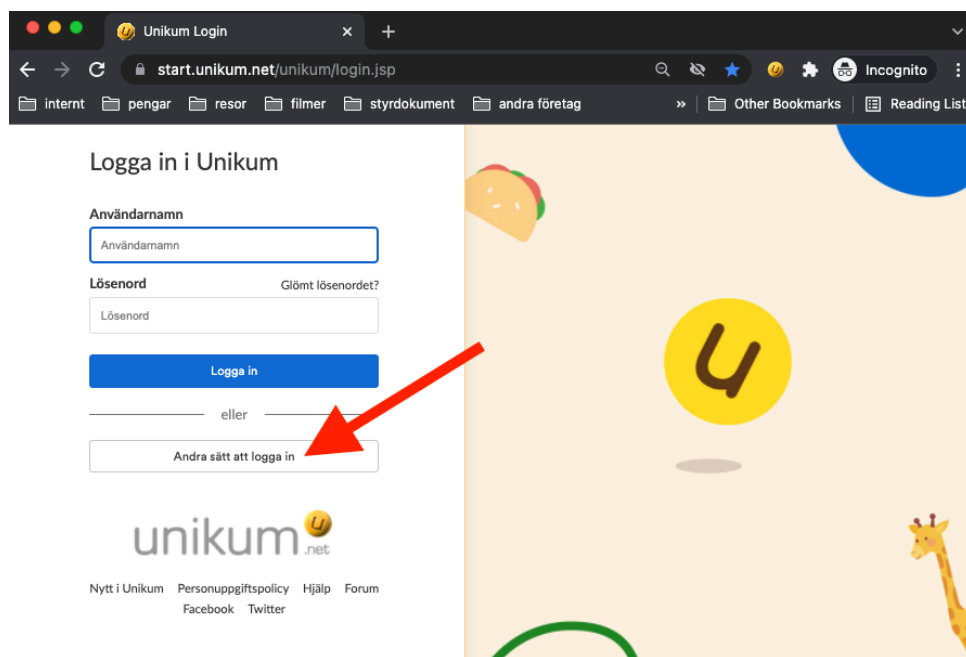 Unikum Login
start.unikum.net/unikum/login.jsp
Incognito
internt pengar resor filmer styrdokument andra företag » Other Bookmarks Reading List
Logga in i Unikum
Användarnamn
Användarnamn
Lösenord Glömt lösenordet?
Lösenord
Logga in
eller
Andra sätt att logga in
u
unikum.net
Nytt i Unikum Personuppgiftspolicy Hjälp Forum
Facebook Twitter